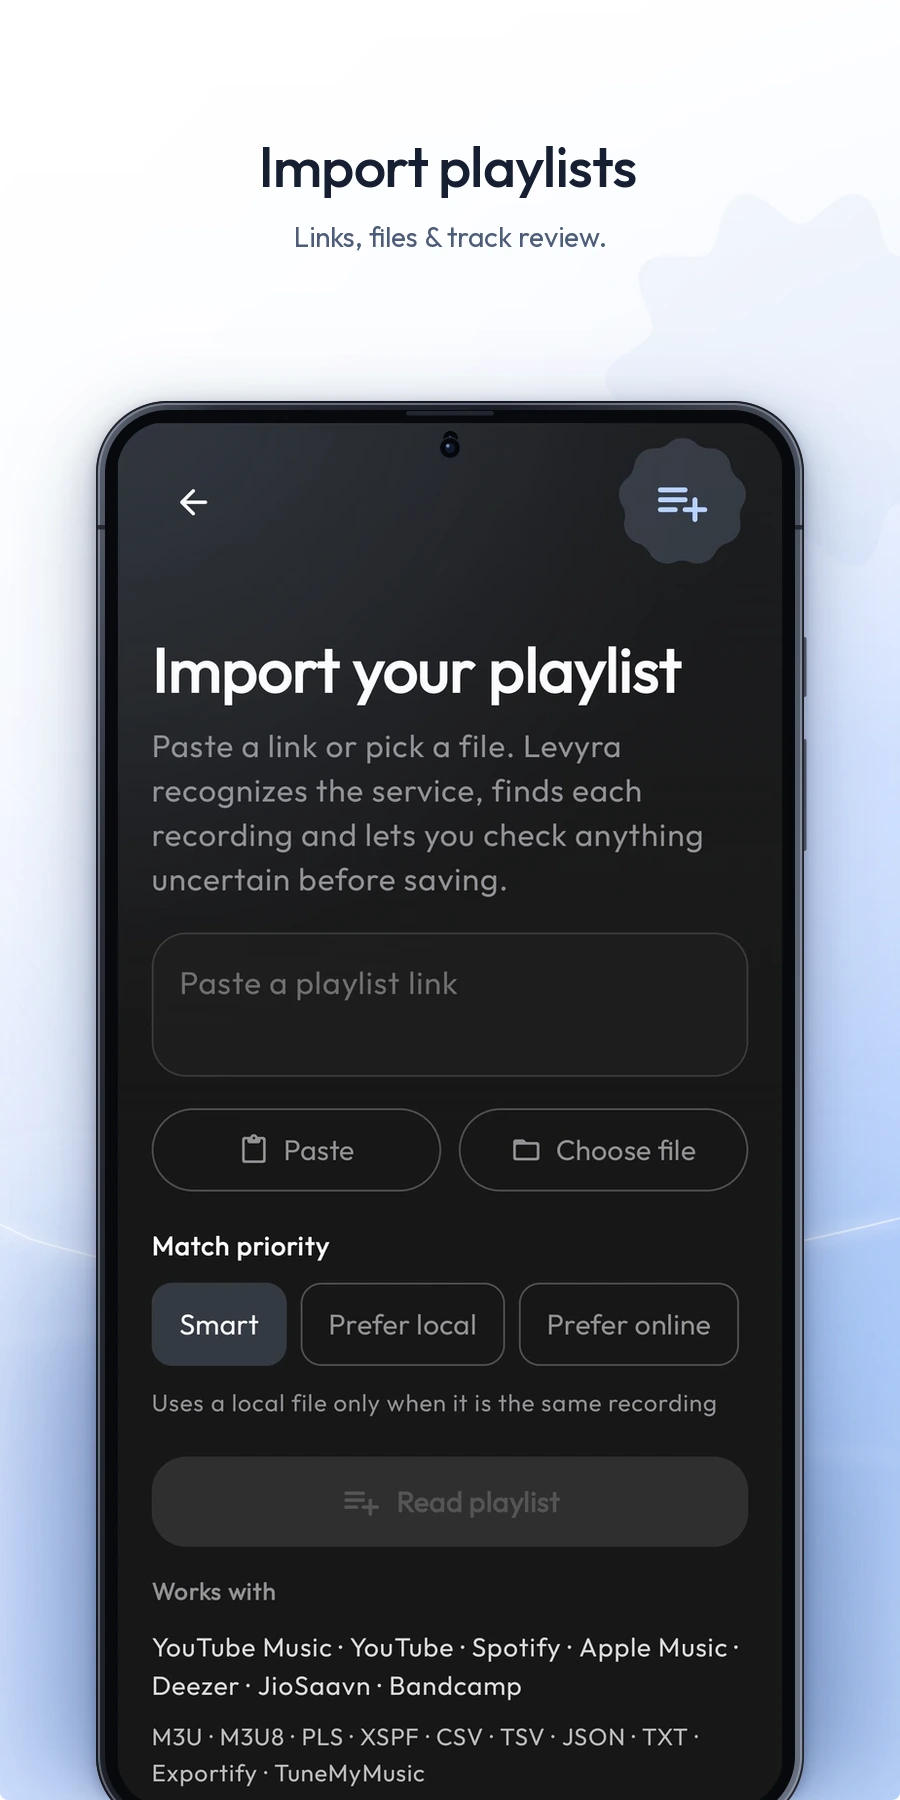 Import playlists
Links, files & track review.
Import your playlist
Paste a link or pick a file. Levyra
recognizes the service, finds each
recording and lets you check anything
uncertain before saving.
Paste a playlist link
Paste
Choose file
Match priority
Smart
Prefer local
Prefer online
Uses a local file only when it is the same recording
Read playlist
Works with
YouTube Music · YouTube · Spotify · Apple Music ·
Deezer · JioSaavn · Bandcamp
M3U · M3U8 · PLS · XSPF · CSV · TSV · JSON · TXT ·
Exportify · TuneMyMusic